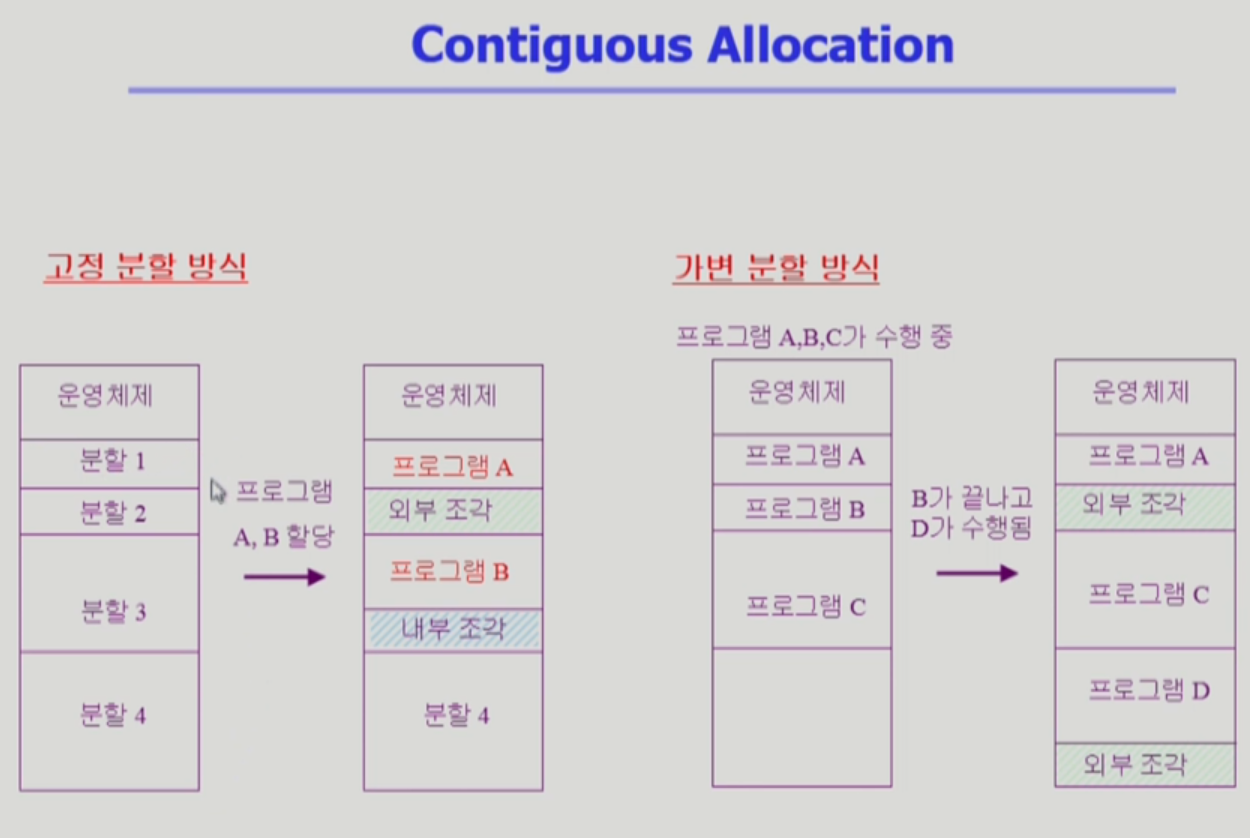 Contiguous Allocation
고정 분할 방식
운영체제
분할 1
분할 2
분할 3
분할 4
프로그램
A, B 할당
운영체제
프로그램 A
외부 조각
프로그램 B
내부 조각
분할 4
가변 분할 방식
프로그램 A,B,C가 수행 중
운영체제
프로그램 A
프로그램 B
프로그램 C
B가 끝나고
D가 수행됨
운영체제
프로그램 A
외부 조각
프로그램 C
프로그램 D
외부 조각